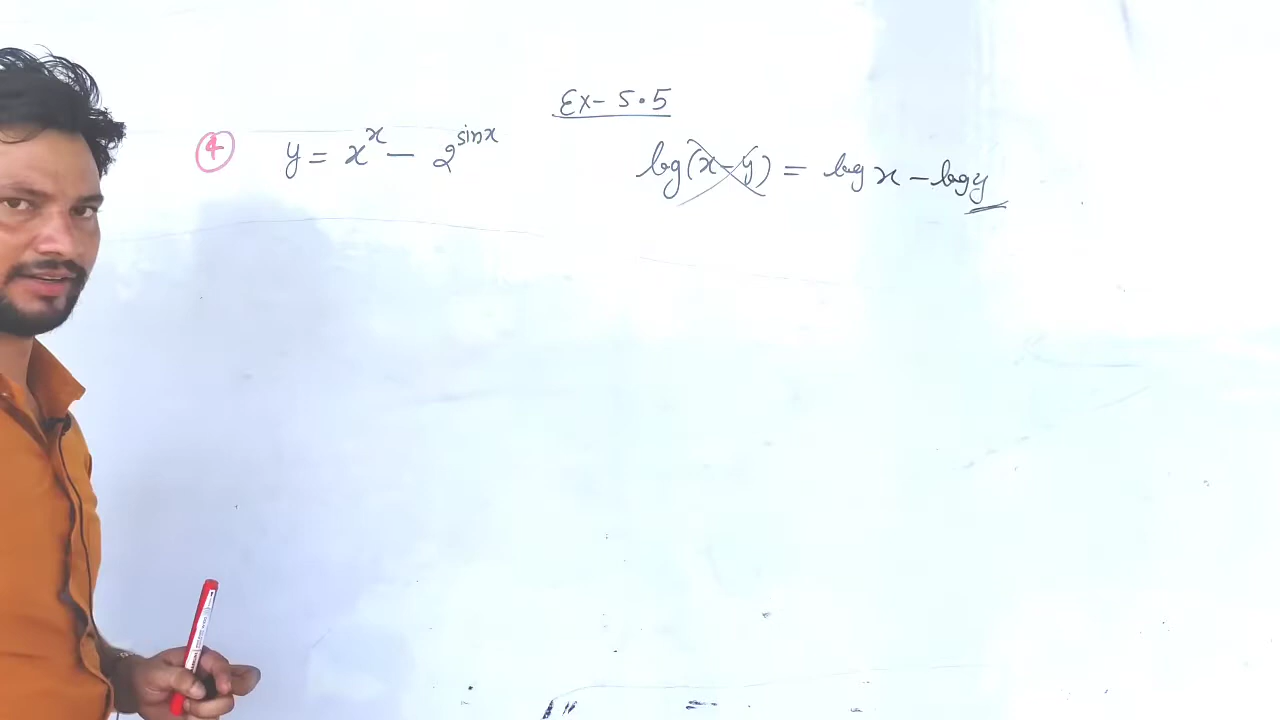 Ex- 5.5
④ y = x^x - 2^sinx
log(x-y) = log x - log y